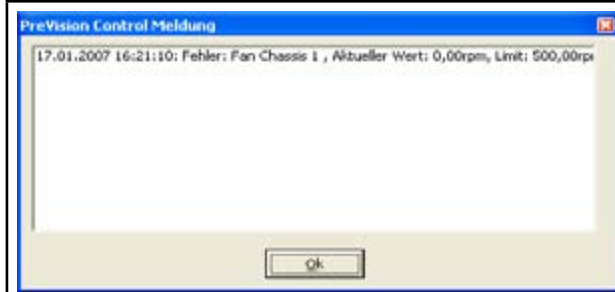 PreVision Control Meldung
17.01.2007 16:21:10: Fehler: Fan Chassis 1 , Aktueller Wert: 0,00rpm, Limit: 500,00rp
Ok